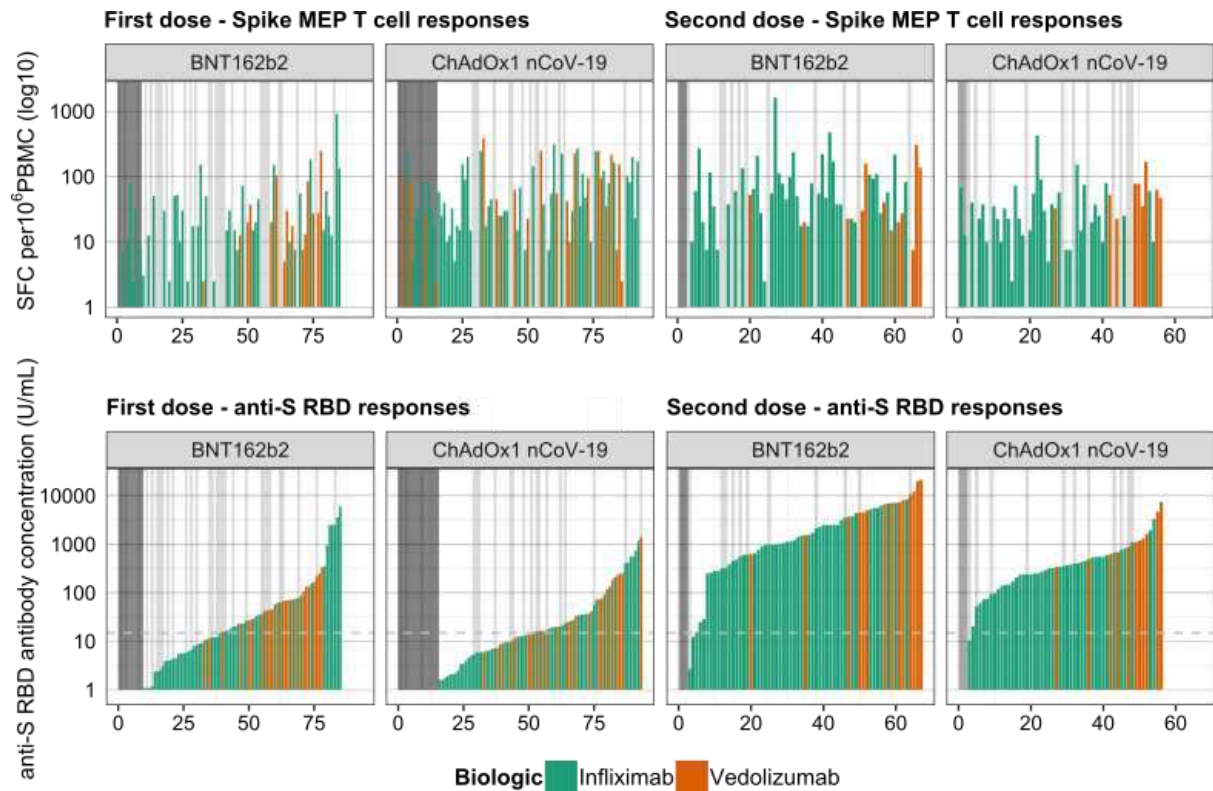 First dose - Spike MEP T cell responses
Second dose - Spike MEP T cell responses
BNT162b2
ChAdOx1 nCoV-19
BNT162b2
ChAdOx1 nCoV-19
SFC per10⁶PBMC (log10)
1000
100
10
1
0 25 50 75
0 25 50 75
0 20 40 60
0 20 40 60
First dose - anti-S RBD responses
Second dose - anti-S RBD responses
BNT162b2
ChAdOx1 nCoV-19
BNT162b2
ChAdOx1 nCoV-19
anti-S RBD antibody concentration (U/mL)
10000
1000
100
10
1
0 25 50 75
0 25 50 75
0 20 40 60
0 20 40 60
Biologic Infliximab Vedolizumab